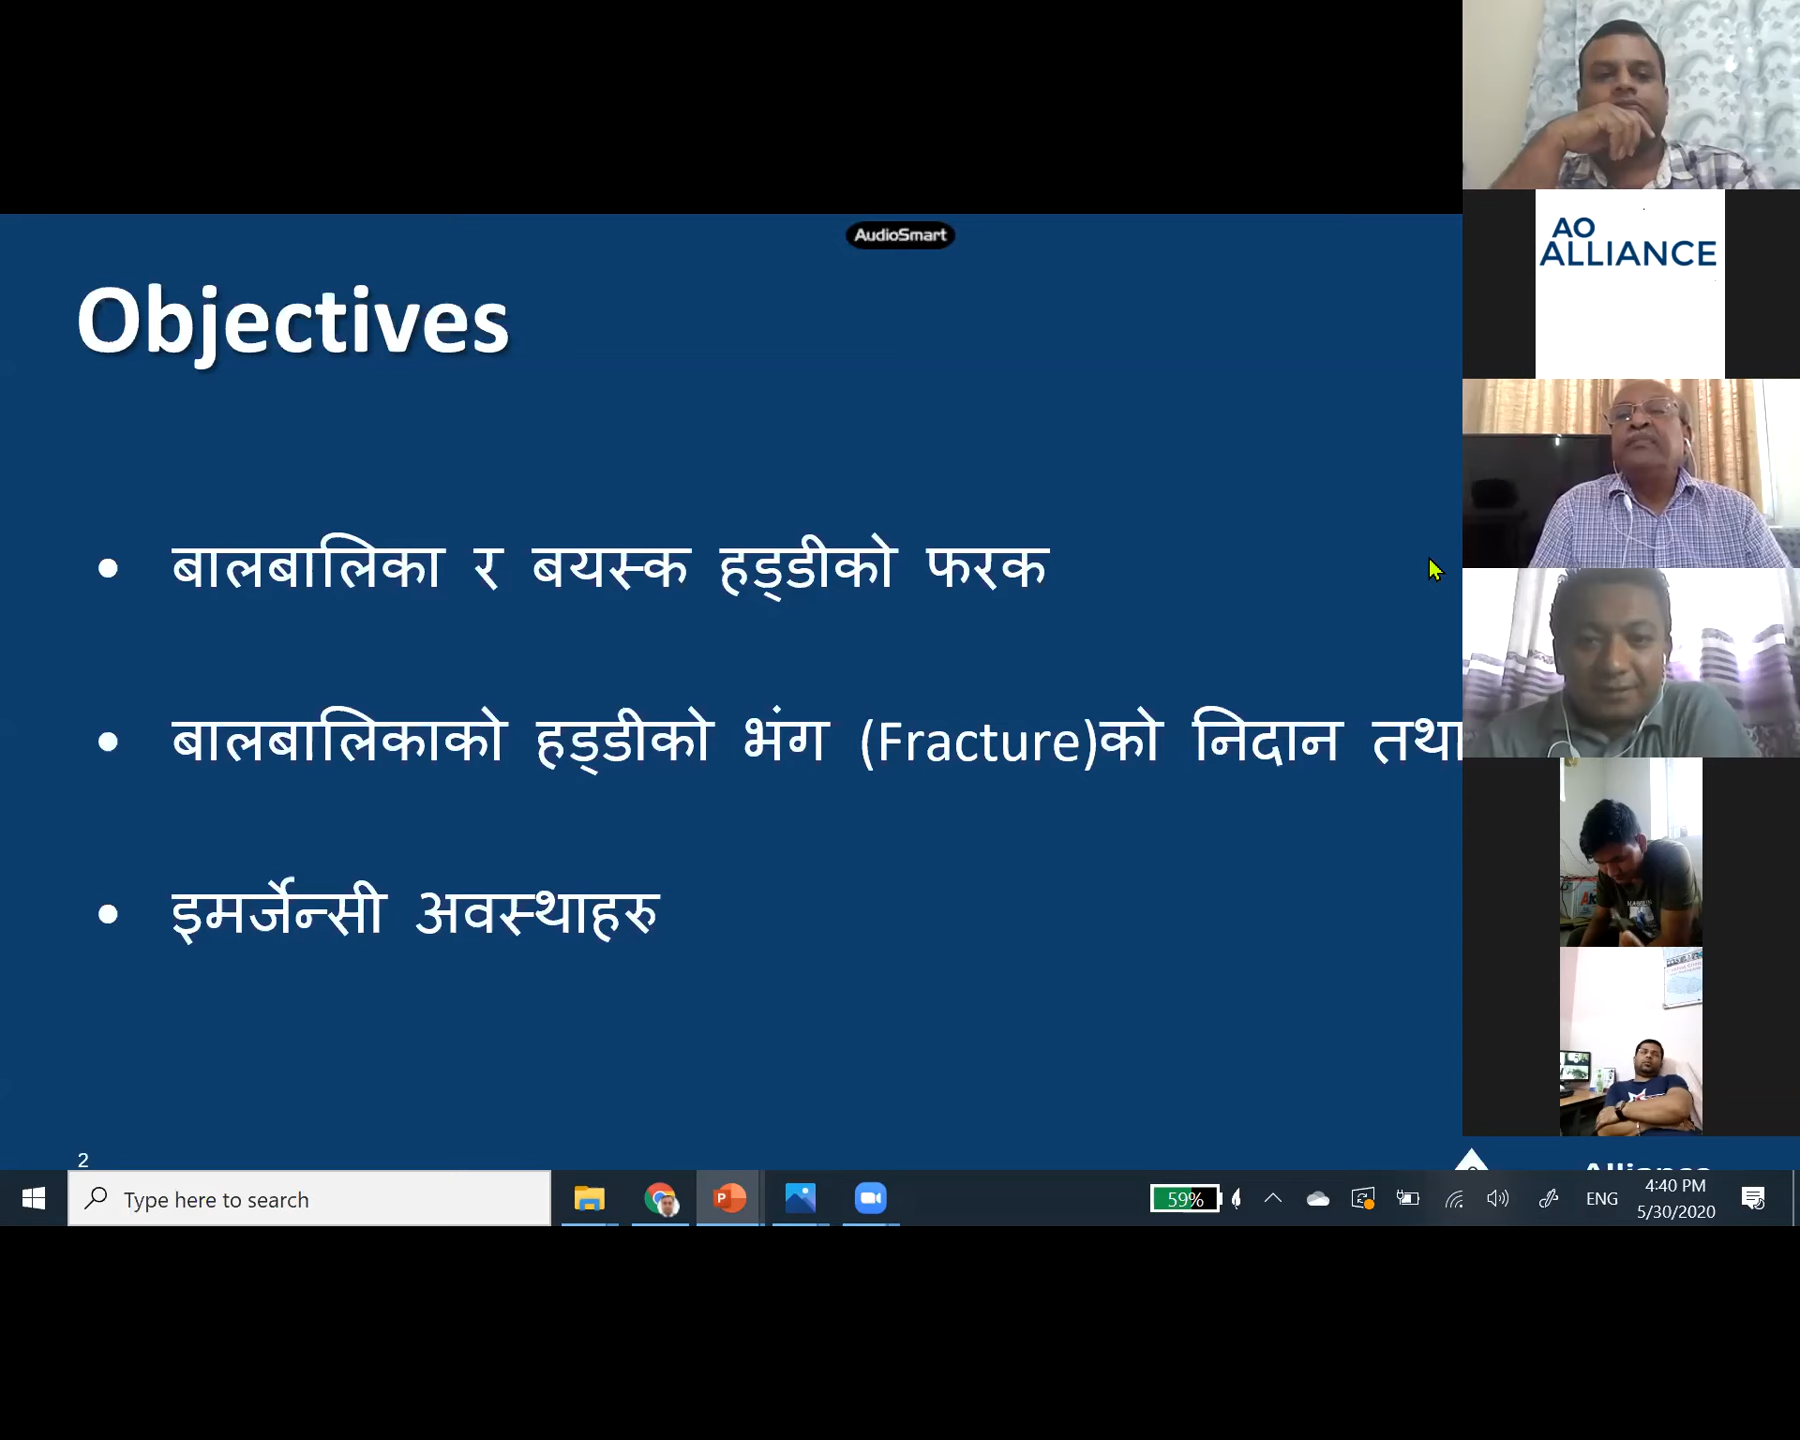 AudioSmart
Objectives
• बालबालिका र बयस्क हड्डीको फरक
• बालबालिकाको हड्डीको भंग (Fracture)को निदान तथा
• इमर्जेन्सी अवस्थाहरु
2
AO
ALLIANCE
Alliance
Type here to search
59%
ENG
4:40 PM
5/30/2020